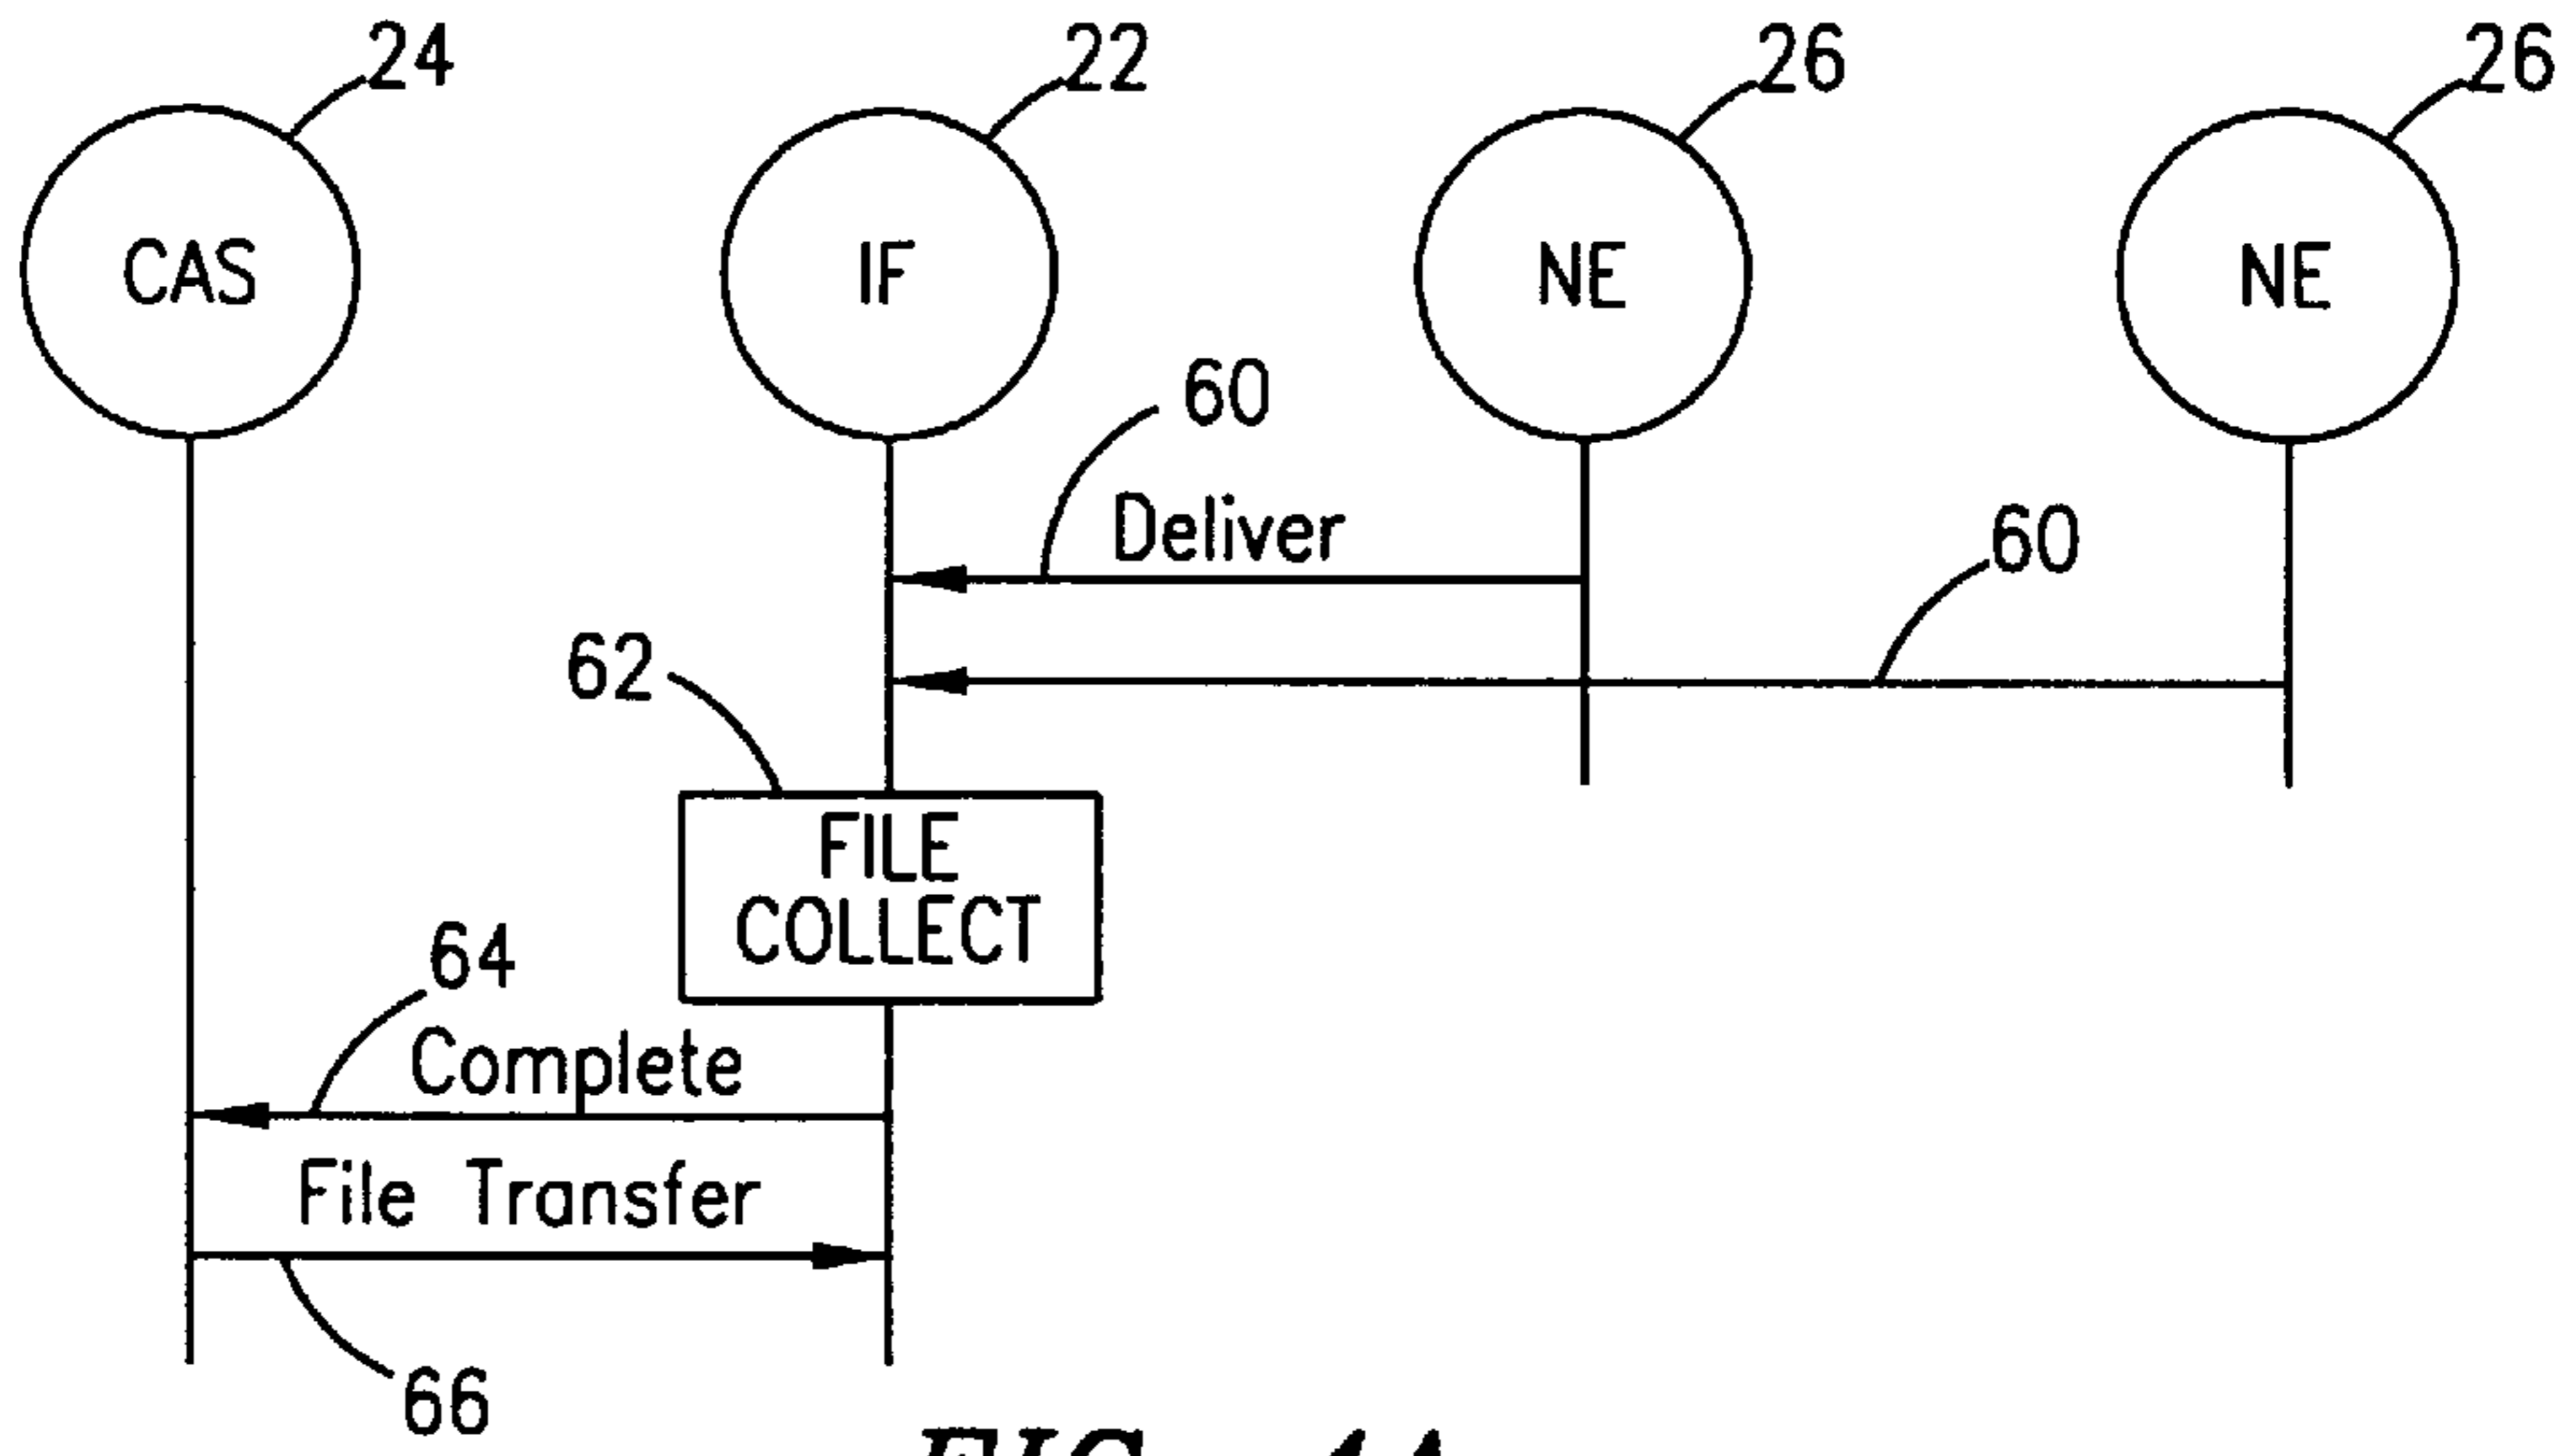 24
22
26
26
CAS
IF
NE
NE
60
Deliver
60
62
FILE
COLLECT
64
Complete
File Transfer
66